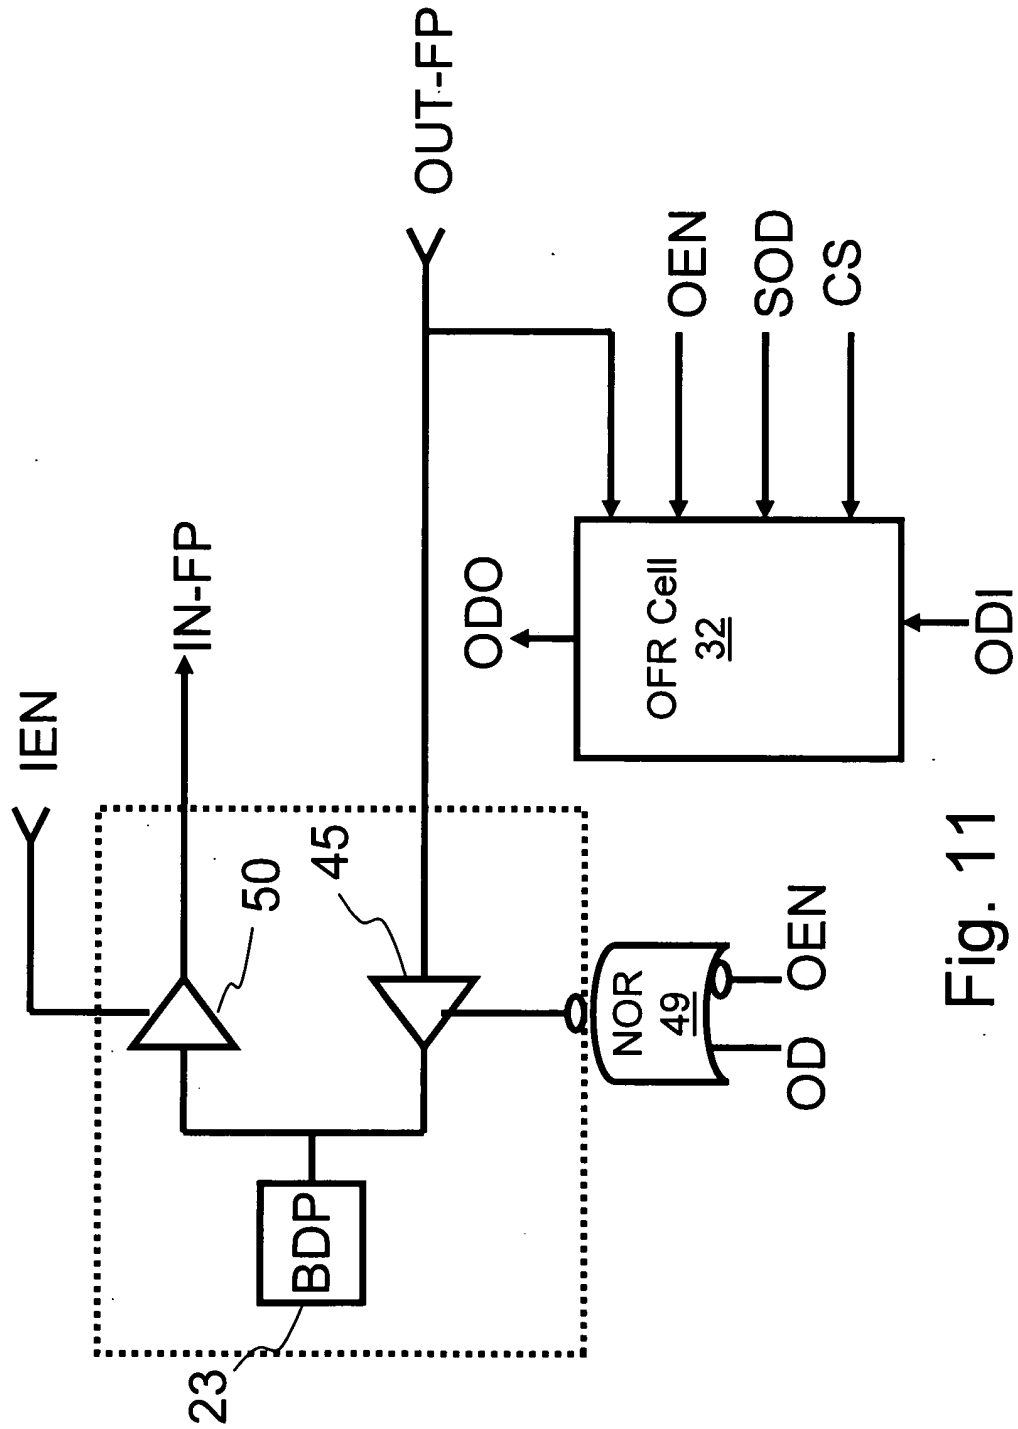 IEN
IN-FP
50
OUT-FP
45
BDP
23
ODO
OFR Cell
32
OEN
SOD
CS
ODI
NOR
49
OD
OEN
Fig. 11